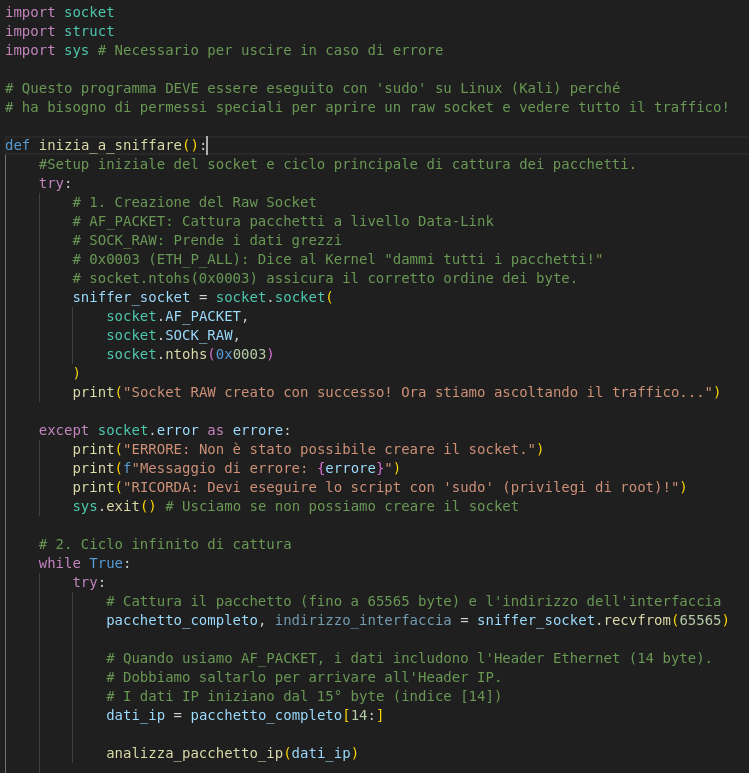 import socket
import struct
import sys # Necessario per uscire in caso di errore
# Questo programma DEVE essere eseguito con 'sudo' su Linux (Kali) perché
# ha bisogno di permessi speciali per aprire un raw socket e vedere tutto il traffico!
def inizia_a_sniffare():
    #Setup iniziale del socket e ciclo principale di cattura dei pacchetti.
    try:
        # 1. Creazione del Raw Socket
        # AF_PACKET: Cattura pacchetti a livello Data-Link
        # SOCK_RAW: Prende i dati grezzi
        # 0x0003 (ETH_P_ALL): Dice al Kernel "dammi tutti i pacchetti!"
        # socket.ntohs(0x0003) assicura il corretto ordine dei byte.
        sniffer_socket = socket.socket(
            socket.AF_PACKET,
            socket.SOCK_RAW,
            socket.ntohs(0x0003)
        )
        print("Socket RAW creato con successo! Ora stiamo ascoltando il traffico...")
    except socket.error as errore:
        print("ERRORE: Non è stato possibile creare il socket.")
        print(f"Messaggio di errore: {errore}")
        print("RICORDA: Devi eseguire lo script con 'sudo' (privilegi di root)!")
        sys.exit() # Usciamo se non possiamo creare il socket
    # 2. Ciclo infinito di cattura
    while True:
        try:
            # Cattura il pacchetto (fino a 65565 byte) e l'indirizzo dell'interfaccia
            pacchetto_completo, indirizzo_interfaccia = sniffer_socket.recvfrom(65565)
            # Quando usiamo AF_PACKET, i dati includono l'Header Ethernet (14 byte).
            # Dobbiamo saltarlo per arrivare all'Header IP.
            # I dati IP iniziano dal 15° byte (indice [14])
            dati_ip = pacchetto_completo[14:]
            analizza_pacchetto_ip(dati_ip)